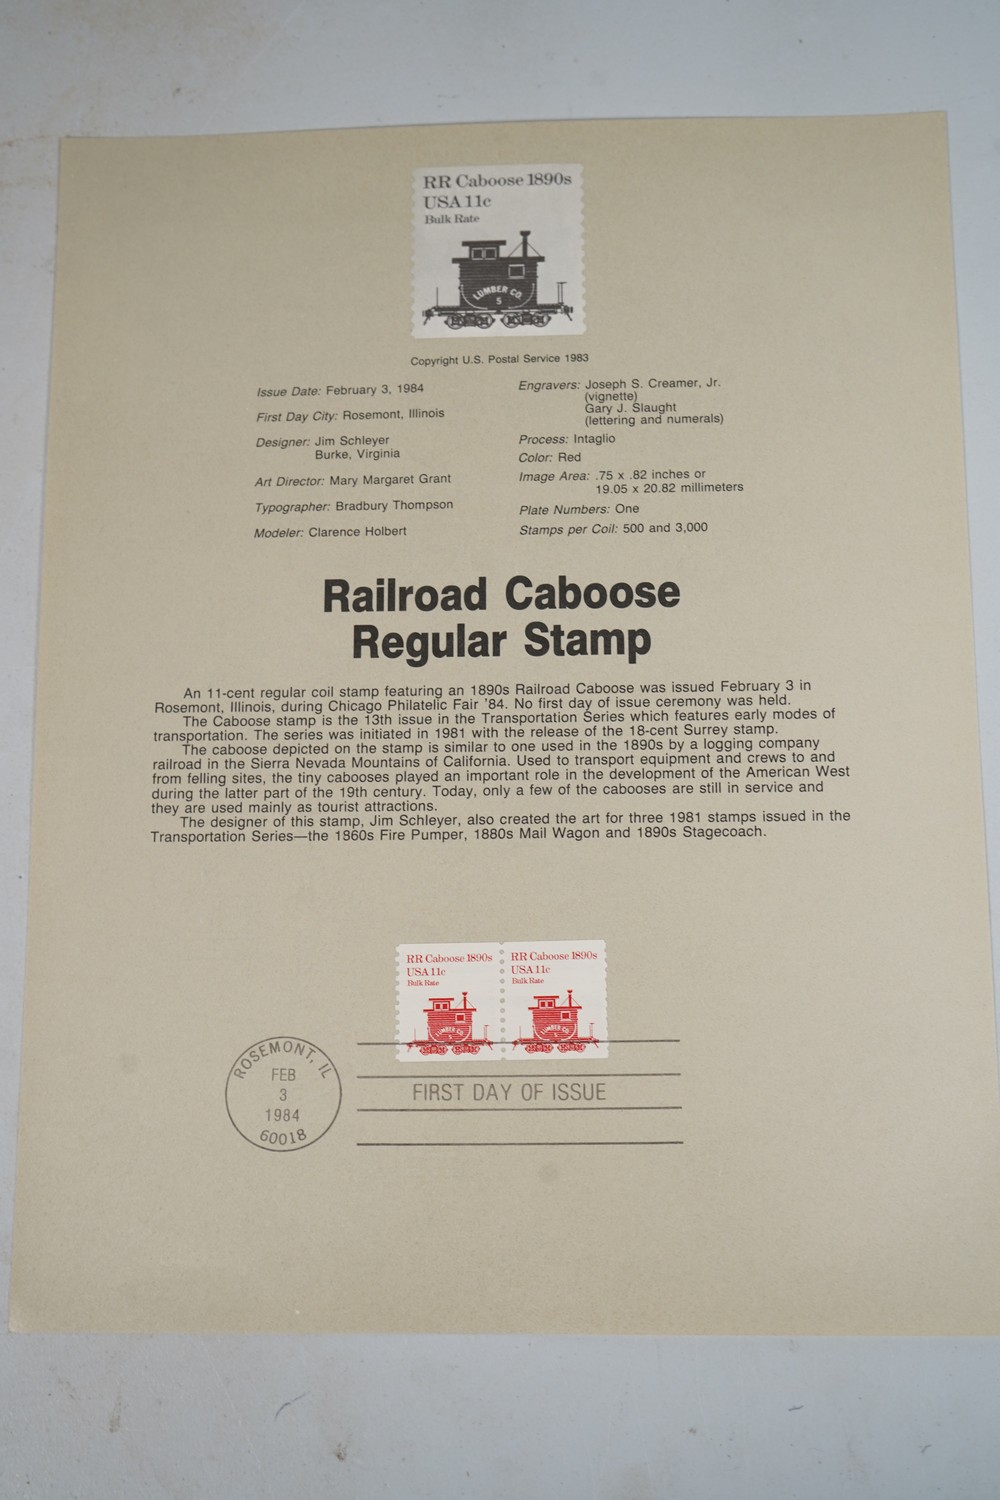 RR Caboose 1890s
USA 11c
Bulk Rate
LUMBER CO.
5
Copyright U.S. Postal Service 1983
Issue Date: February 3, 1984
First Day City: Rosemont, Illinois
Designer: Jim Schleyer
Burke, Virginia
Art Director: Mary Margaret Grant
Typographer: Bradbury Thompson
Modeler: Clarence Holbert
Engravers: Joseph S. Creamer, Jr.
(vignette)
Gary J. Slaught
(lettering and numerals)
Process: Intaglio
Color: Red
Image Area: .75 x .82 inches or
19.05 x 20.82 millimeters
Plate Numbers: One
Stamps per Coil: 500 and 3,000
Railroad Caboose
Regular Stamp
An 11-cent regular coil stamp featuring an 1890s Railroad Caboose was issued February 3 in
Rosemont, Illinois, during Chicago Philatelic Fair '84. No first day of issue ceremony was held.
The Caboose stamp is the 13th issue in the Transportation Series which features early modes of
transportation. The series was initiated in 1981 with the release of the 18-cent Surrey stamp.
The caboose depicted on the stamp is similar to one used in the 1890s by a logging company
railroad in the Sierra Nevada Mountains of California. Used to transport equipment and crews to and
from felling sites, the tiny cabooses played an important role in the development of the American West
during the latter part of the 19th century. Today, only a few of the cabooses are still in service and
they are used mainly as tourist attractions.
The designer of this stamp, Jim Schleyer, also created the art for three 1981 stamps issued in the
Transportation Series—the 1860s Fire Pumper, 1880s Mail Wagon and 1890s Stagecoach.
RR Caboose 1890s
USA 11c
Bulk Rate
LUMBER CO.
5
RR Caboose 1890s
USA 11c
Bulk Rate
LUMBER CO.
5
ROSEMONT, IL
FEB
3
1984
60018
FIRST DAY OF ISSUE